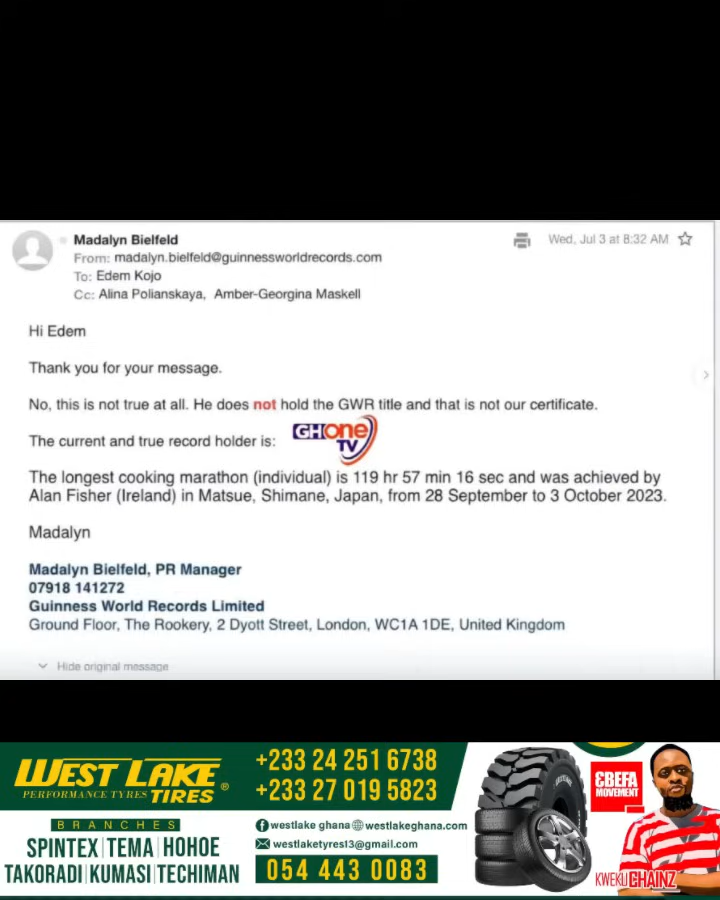 Madalyn Bielfeld
Wed, Jul 3 at 8:32 AM
From: madalyn.bielfeld@guinnessworldrecords.com
To: Edem Kojo
Cc: Alina Polianskaya, Amber-Georgina Maskell
Hi Edem
Thank you for your message.
No, this is not true at all. He does not hold the GWR title and that is not our certificate.
The current and true record holder is:
GHOne
TV
The longest cooking marathon (individual) is 119 hr 57 min 16 sec and was achieved by
Alan Fisher (Ireland) in Matsue, Shimane, Japan, from 28 September to 3 October 2023.
Madalyn
Madalyn Bielfeld, PR Manager
07918 141272
Guinness World Records Limited
Ground Floor, The Rookery, 2 Dyott Street, London, WC1A 1DE, United Kingdom
Hide original message
WEST LAKE ®
PERFORMANCE TYRES TIRES
BRANCHES
SPINTEX | TEMA | HOHOE
TAKORADI | KUMASI | TECHIMAN
+233 24 251 6738
+233 27 019 5823
westlake ghana westlakeghana.com
westlaketyres13@gmail.com
054 443 0083
ƐBEFA
MOVEMENT
KWEKU CHAINZ